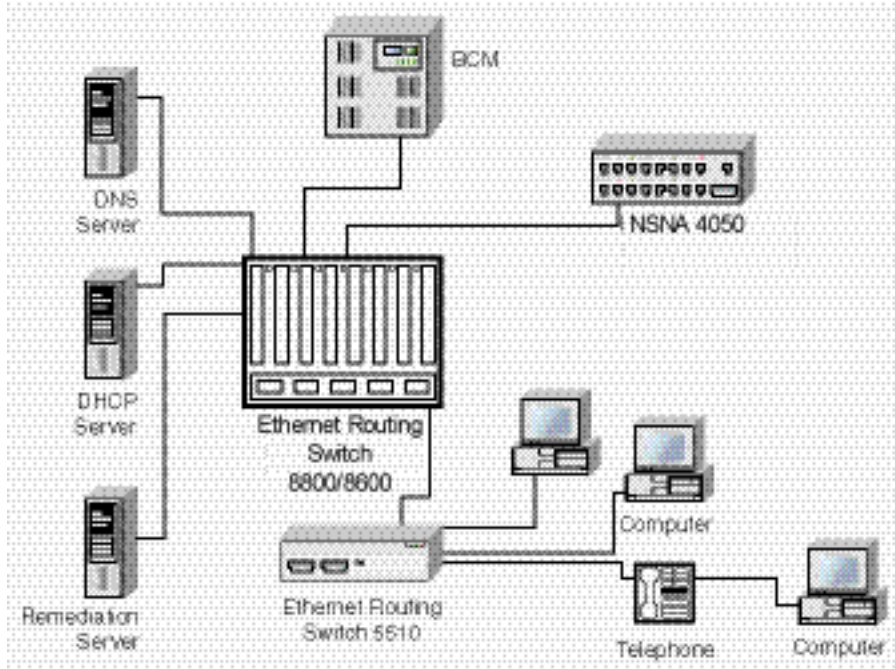 BCM
DNS
Server
NSNA 4050
DHCP
Server
Ethernet Routing
Switch
8800/8600
Computer
Remediation
Server
Ethernet Routing
Switch 5510
Telephone
Computer